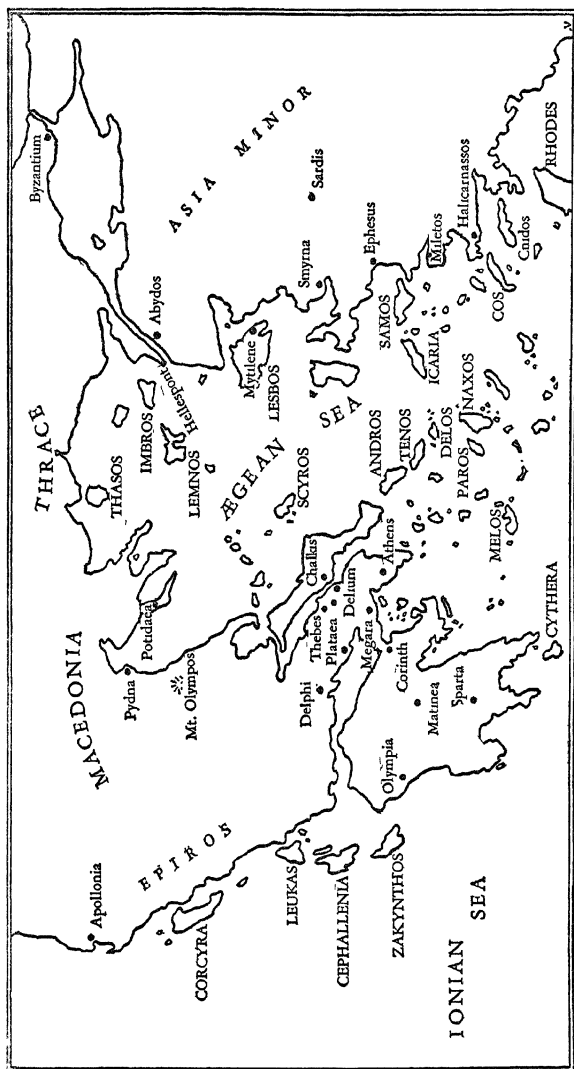 THRACE
MACEDONIA
Byzantium
ASIA MINOR
Apollonia
EPIROS
Pydna
Potidaea
Mt. Olympos
THASOS
IMBROS
LEMNOS
Hellespont
Abydos
CORCYRA
ÆGEAN SEA
Mytilene
LESBOS
Smyrna
Sardis
SCYROS
LEUKAS
CEPHALLENIA
ZAKYNTHOS
Delphi
Thebes
Plataea
Chalkis
Delium
Megara
Athens
Corinth
Olympia
Mantinea
Sparta
ANDROS
TENOS
DELOS
PAROS
NAXOS
MELOS
CYTHERA
SAMOS
ICARIA
Ephesus
Miletos
Halicarnassos
COS
Cnidos
RHODES
IONIAN SEA